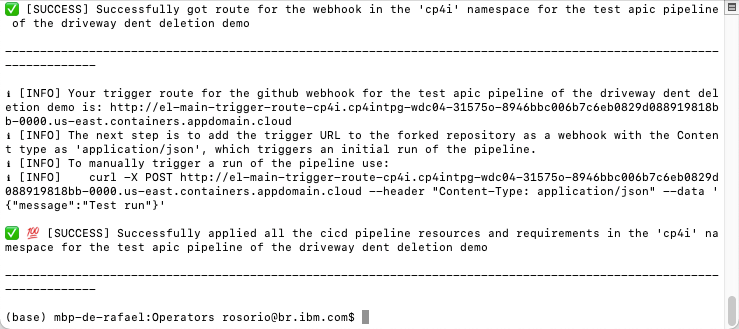 ✅ [SUCCESS] Successfully got route for the webhook in the 'cp4i' namespace for the test apic pipeline
 of the driveway dent deletion demo
----------------------------------------------------------------------------------------------------
-------------
ℹ [INFO] Your trigger route for the github webhook for the test apic pipeline of the driveway dent del
etion demo is: http://el-main-trigger-route-cp4i.cp4intpg-wdc04-31575o-8946bbc006b7c6eb0829d088919818b
b-0000.us-east.containers.appdomain.cloud
ℹ [INFO] The next step is to add the trigger URL to the forked repository as a webhook with the Conten
t type as 'application/json', which triggers an initial run of the pipeline.
ℹ [INFO] To manually trigger a run of the pipeline use:
ℹ [INFO]    curl -X POST http://el-main-trigger-route-cp4i.cp4intpg-wdc04-31575o-8946bbc006b7c6eb0829d
088919818bb-0000.us-east.containers.appdomain.cloud --header "Content-Type: application/json" --data '
{"message":"Test run"}'
✅ 💯 [SUCCESS] Successfully applied all the cicd pipeline resources and requirements in the 'cp4i' na
mespace for the test apic pipeline of the driveway dent deletion demo
----------------------------------------------------------------------------------------------------
-------------
(base) mbp-de-rafael:Operators rosorio@br.ibm.com$